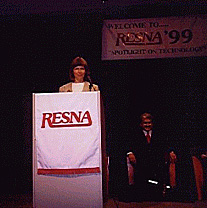 WELCOME TO....
RESNA '99
"SPOTLIGHT ON TECHNOLOGY"
RESNA